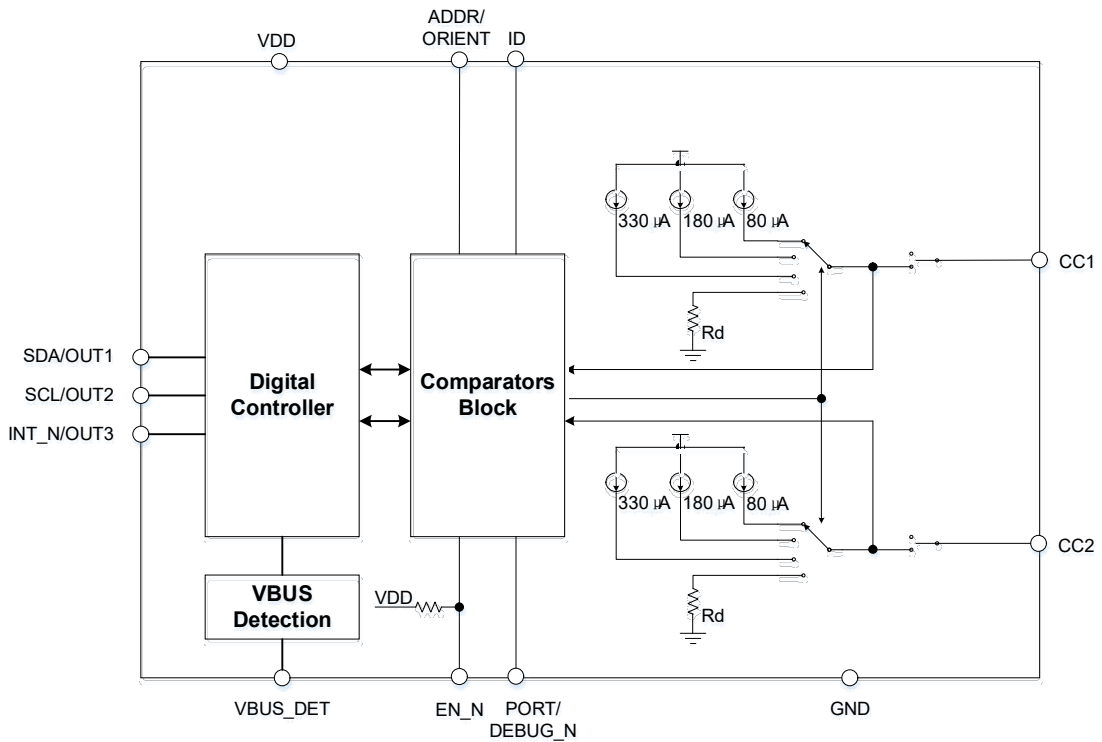 VDD
ADDR/
ORIENT
ID
330 µA
180 µA
80 µA
CC1
Rd
SDA/OUT1
SCL/OUT2
INT_N/OUT3
Digital
Controller
Comparators
Block
330 µA
180 µA
80 µA
CC2
Rd
VBUS
Detection
VDD
VBUS_DET
EN_N
PORT/
DEBUG_N
GND